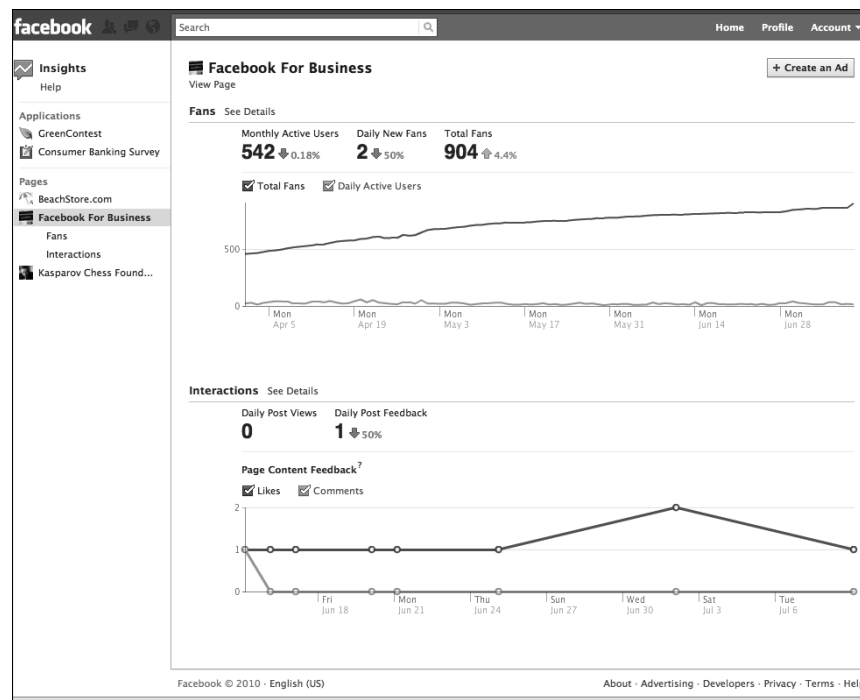 facebook
Search
Home Profile Account
Insights
Help
Applications
GreenContest
Consumer Banking Survey
Pages
BeachStore.com
Facebook For Business
Fans
Interactions
Kasparov Chess Found...
Facebook For Business
+ Create an Ad
View Page
Fans See Details
Monthly Active Users Daily New Fans Total Fans
542 0.18% 2 50% 904 4.4%
Total Fans Daily Active Users
500
0
Mon Mon Mon Mon Mon Mon Mon
Apr 5 Apr 19 May 3 May 17 May 31 Jun 14 Jun 28
Interactions See Details
Daily Post Views Daily Post Feedback
0 1 50%
Page Content Feedback?
Likes Comments
2
1
0
Fri Mon Thu Sun Wed Sat Tue
Jun 18 Jun 21 Jun 24 Jun 27 Jun 30 Jul 3 Jul 6
Facebook © 2010 · English (US)
About · Advertising · Developers · Privacy · Terms · Help